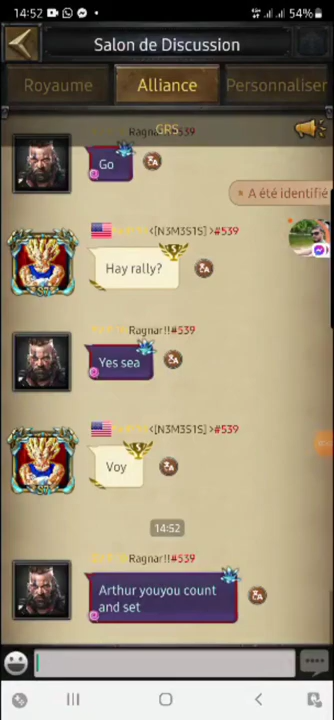 14:52
54%
Salon de Discussion
Royaume
Alliance
Personnaliser
GRS
Ragnar!!#539
Go
» A été identifié
<[N3M3S1S]>#539
Hay rally?
Ragnar!!#539
Yes sea
<[N3M3S1S]>#539
Voy
14:52
Ragnar!!#539
Arthur youyou count
and set